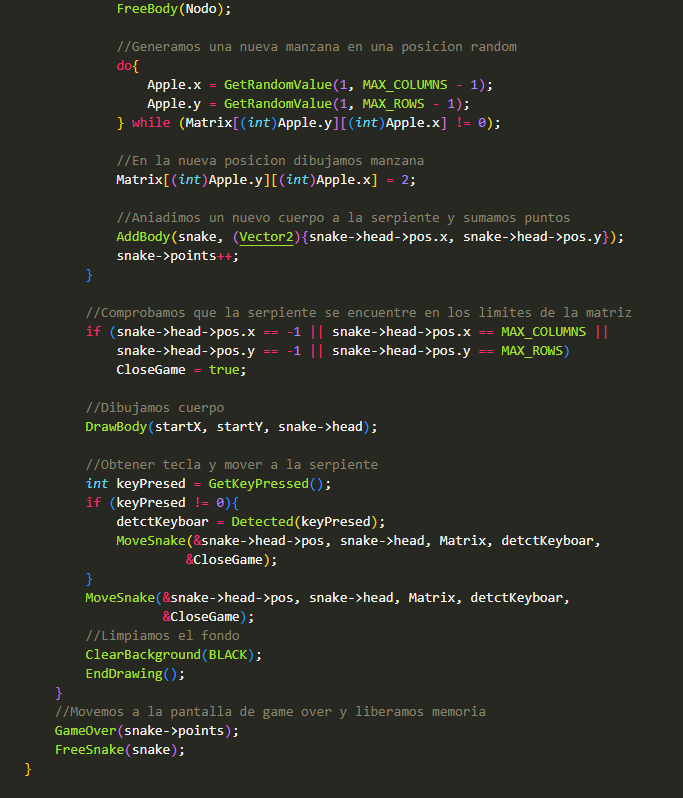 FreeBody(Nodo);
//Generamos una nueva manzana en una posicion random
do{
Apple.x = GetRandomValue(1, MAX_COLUMNS - 1);
Apple.y = GetRandomValue(1, MAX_ROWS - 1);
} while (Matrix[(int)Apple.y][(int)Apple.x] != 0);
//En la nueva posicion dibujamos manzana
Matrix[(int)Apple.y][(int)Apple.x] = 2;
//Aniadimos un nuevo cuerpo a la serpiente y sumamos puntos
AddBody(snake, (Vector2){snake->head->pos.x, snake->head->pos.y});
snake->points++;
}
//Comprobamos que la serpiente se encuentre en los limites de la matriz
if (snake->head->pos.x == -1 || snake->head->pos.x == MAX_COLUMNS ||
snake->head->pos.y == -1 || snake->head->pos.y == MAX_ROWS)
CloseGame = true;
//Dibujamos cuerpo
DrawBody(startX, startY, snake->head);
//Obtener tecla y mover a la serpiente
int keyPresed = GetKeyPressed();
if (keyPresed != 0){
detctKeyboar = Detected(keyPresed);
MoveSnake(&snake->head->pos, snake->head, Matrix, detctKeyboar,
&CloseGame);
}
MoveSnake(&snake->head->pos, snake->head, Matrix, detctKeyboar,
&CloseGame);
//Limpiamos el fondo
ClearBackground(BLACK);
EndDrawing();
}
//Movemos a la pantalla de game over y liberamos memoria
GameOver(snake->points);
FreeSnake(snake);
}